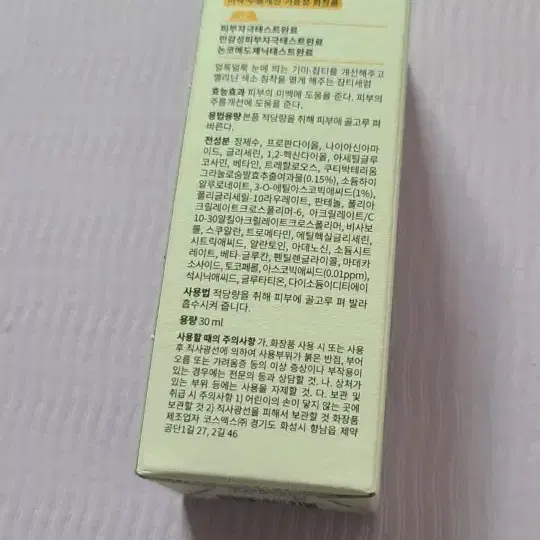 피부자극테스트완료
민감성피부자극테스트완료
논코메도제닉테스트완료
얼룩덜룩 눈에 띄는 기미·잡티를 개선해주고
멜라닌 색소 침착을 옅게 해주는 잡티세럼
효능효과 피부의 미백에 도움을 준다. 피부의
주름개선에 도움을 준다.
용법용량 본품 적당량을 취해 피부에 골고루 펴
바른다.
전성분 정제수, 프로판다이올, 나이아신아마
이드, 글리세린, 1,2-헥산다이올, 아세틸글루
코사민, 베타인, 트레할로오스, 쿠티박테리움
그라눌로숨발효추출여과물(0.15%), 소듐하이
알루로네이트, 3-O-에틸아스코빅애씨드(1%),
폴리글리세릴-10라우레이트, 판테놀, 폴리아
크릴레이트크로스폴리머-6, 아크릴레이트/C
10-30알킬아크릴레이트크로스폴리머, 비사보
롤, 스쿠알란, 트로메타민, 에틸헥실글리세린,
시트릭애씨드, 알란토인, 아데노신, 소듐시트
레이트, 베타-글루칸, 펜틸렌글라이콜, 마데카
소사이드, 토코페롤, 아스코빅애씨드(0.01ppm),
석시닉애씨드, 글루타티온, 다이소듐이디티에이
사용법 적당량을 취해 피부에 골고루 펴 발라
흡수시켜 줍니다.
용량 30 ml
사용할 때의 주의사항 가. 화장품 사용 시 또는 사용
후 직사광선에 의하여 사용부위가 붉은 반점, 부어
오름 또는 가려움증 등의 이상 증상이나 부작용이
있는 경우에는 전문의 등과 상담할 것. 나. 상처가
있는 부위 등에는 사용을 자제할 것. 다. 보관 및
취급 시 주의사항 1) 어린이의 손이 닿지 않는 곳에
보관할 것 2) 직사광선을 피해서 보관할 것 화장품
제조업자 코스맥스㈜ 경기도 화성시 향남읍 제약
공단1길 27, 2길 46